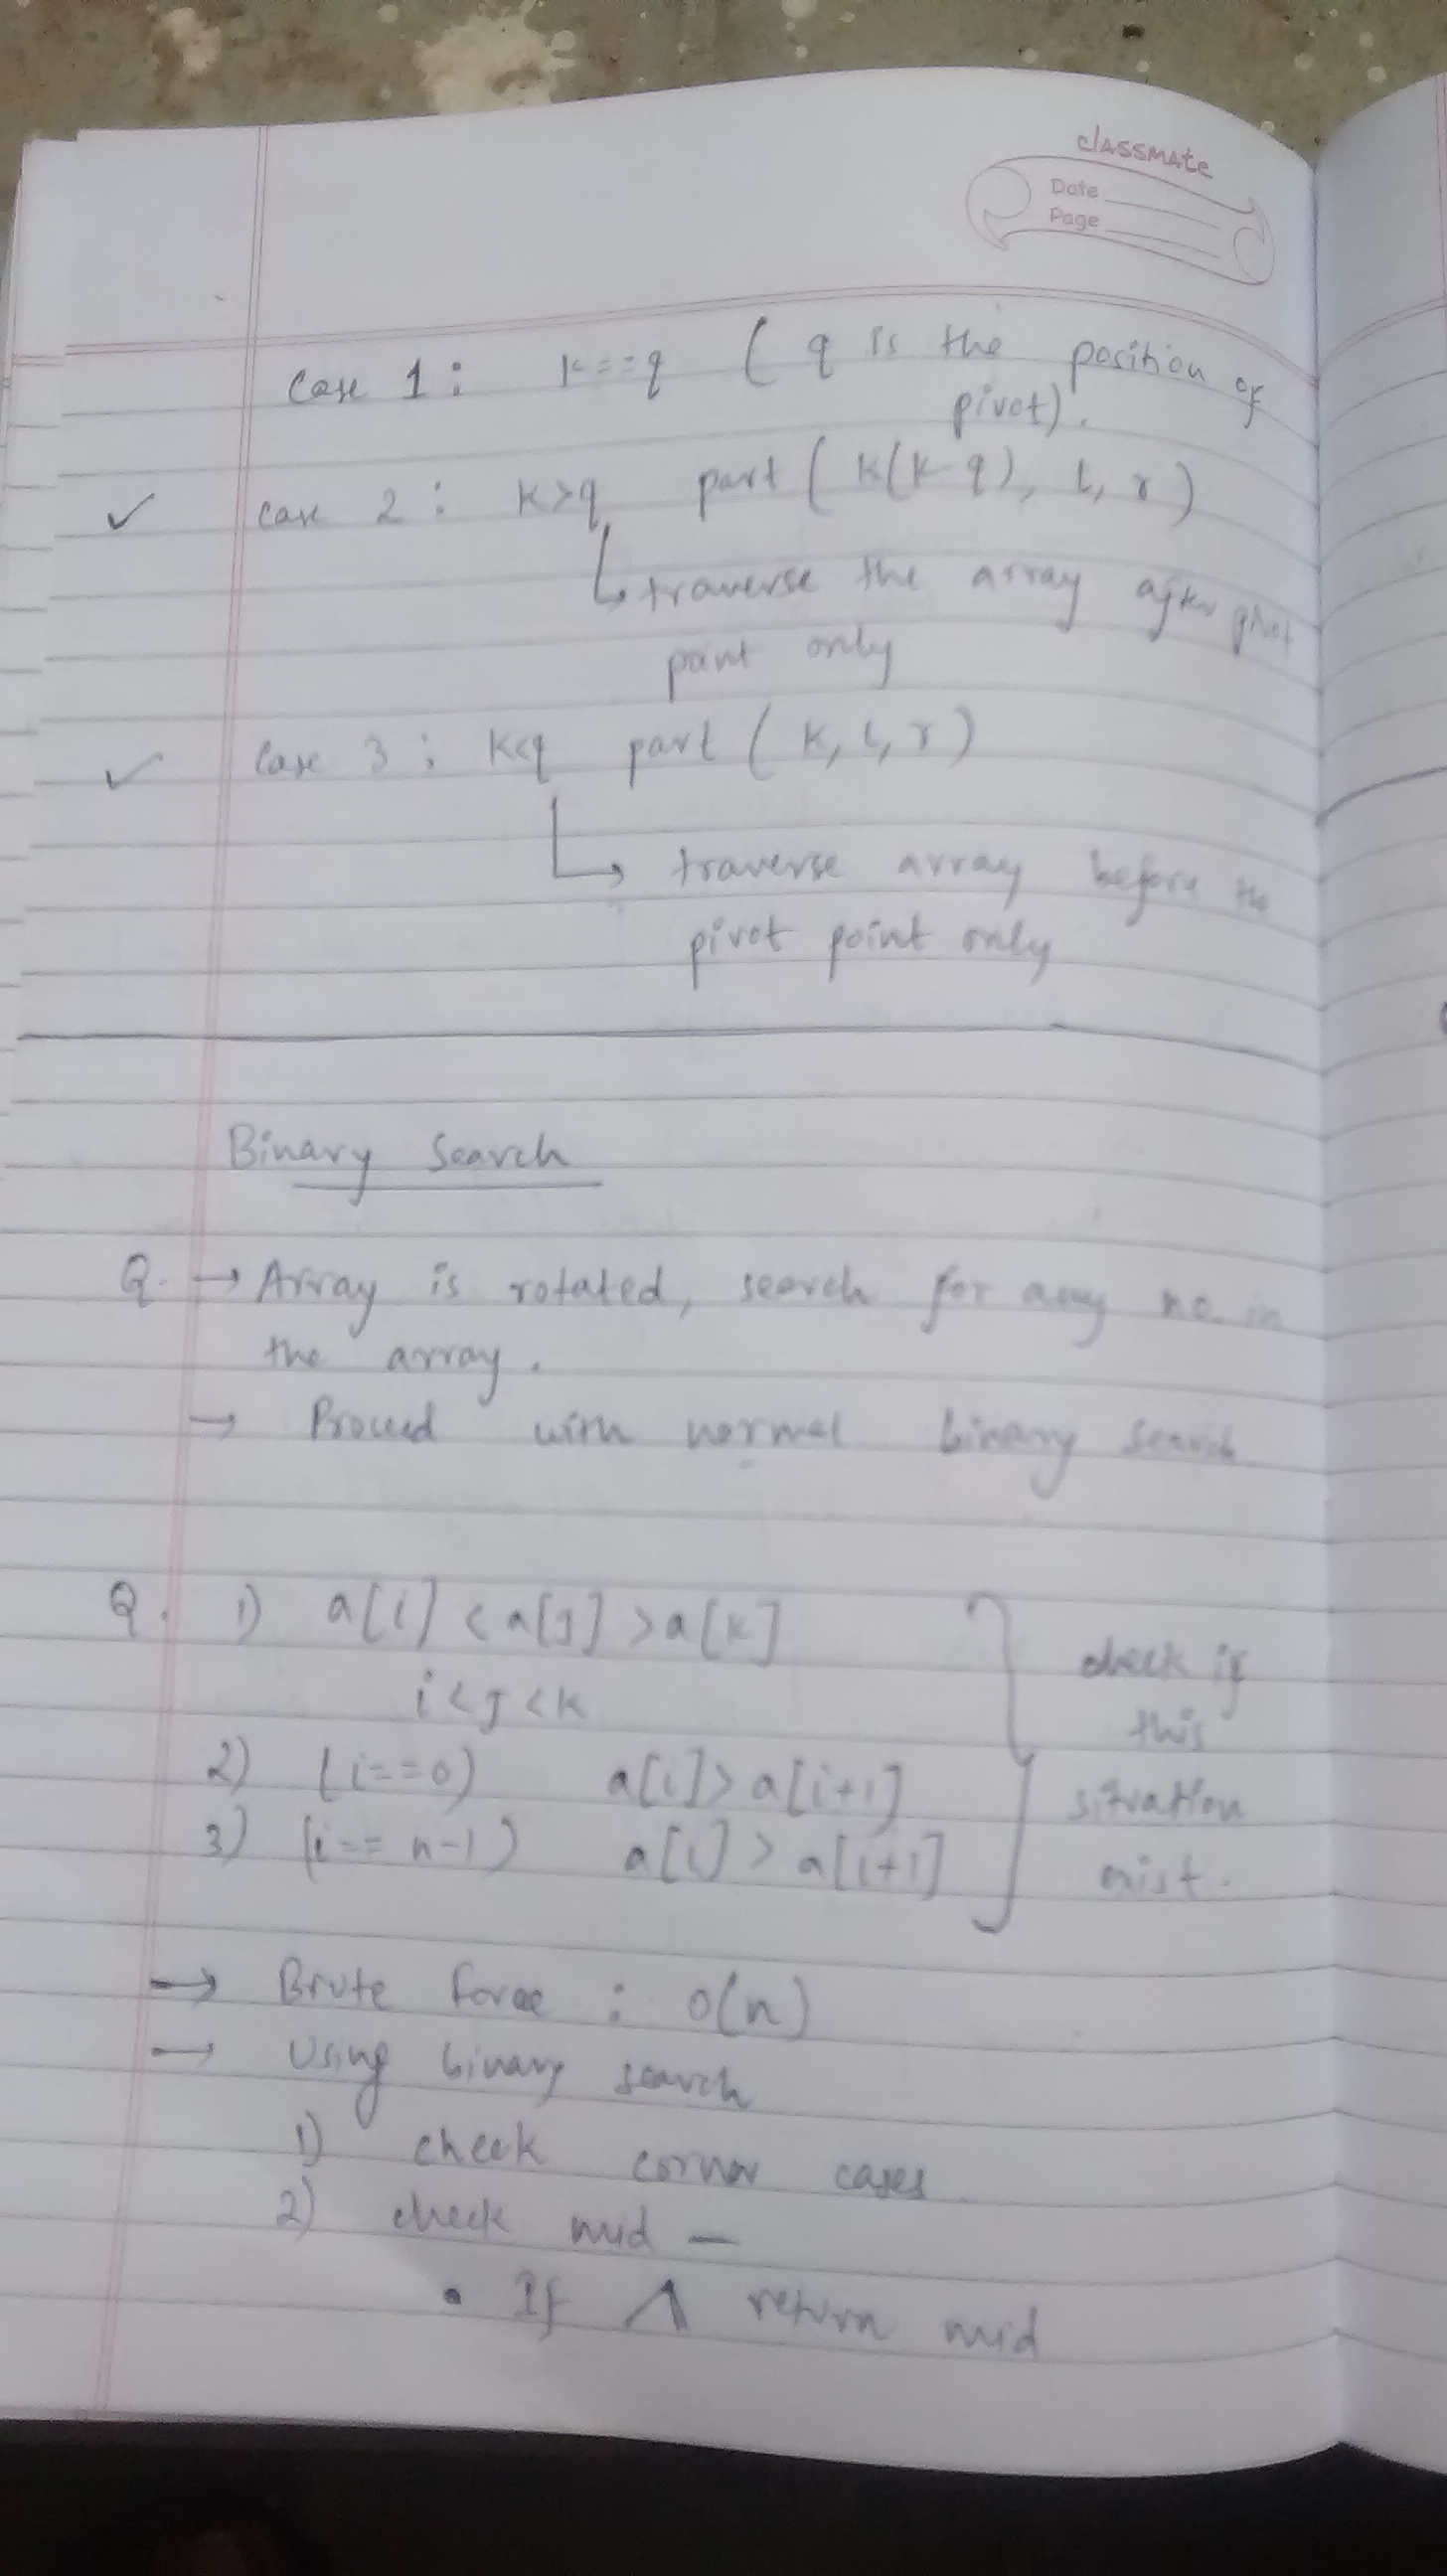 classmate
Date
Page
Case 1 : k==q ( q is the position of
pivot).
✓ case 2 : k>q part ( k(k-q), l, r )
↳ traverse the array after pivot
point only
✓ Case 3 : k<q part ( k, l, r )
↳ traverse array before the
pivot point only
Binary Search
Q. → Array is rotated, search for any no. in
the array.
→ Proceed with normal binary search
Q. 1) a[i] < a[j] > a[k]
i < j < k
check if
this
2) (i==0) a[i] > a[i+1]
situation
3) (i== n-1) a[i] > a[i+1]
exist.
→ Brute force : O(n)
→ Using binary search
1) check corner cases
2) check mid —
• If ∧ return mid